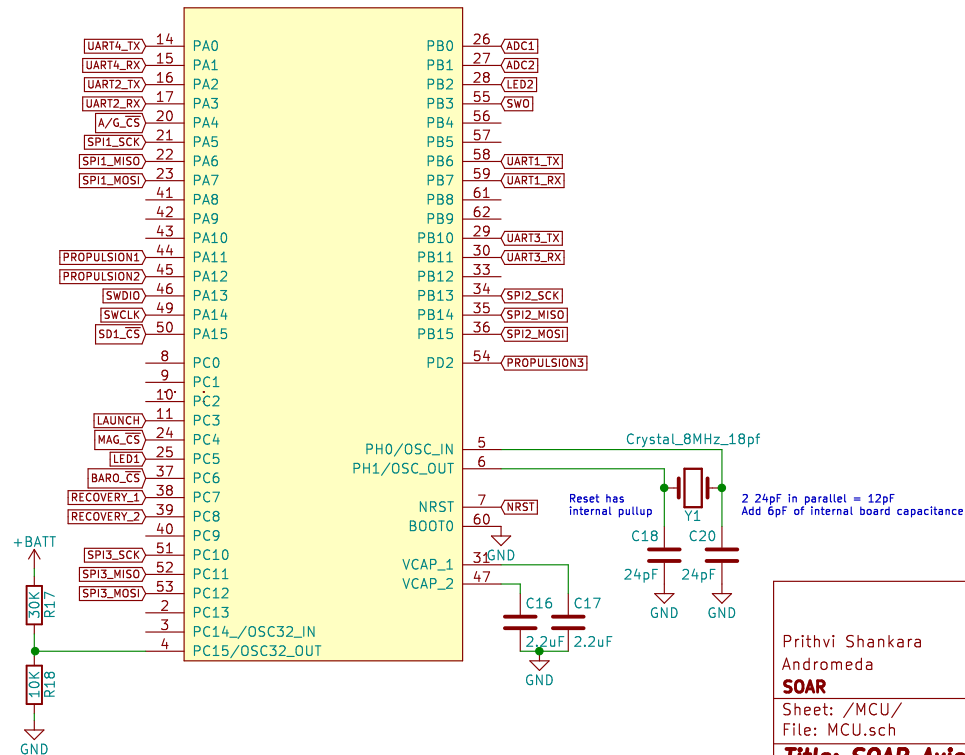 UART4_TX 14 PA0 PB0 26 ADC1
UART4_RX 15 PA1 PB1 27 ADC2
UART2_TX 16 PA2 PB2 28 LED2
UART2_RX 17 PA3 PB3 55 SWO
A/G_CS 20 PA4 PB4 56
SPI1_SCK 21 PA5 PB5 57
SPI1_MISO 22 PA6 PB6 58 UART1_TX
SPI1_MOSI 23 PA7 PB7 59 UART1_RX
41 PA8 PB8 61
42 PA9 PB9 62
43 PA10 PB10 29 UART3_TX
PROPULSION1 44 PA11 PB11 30 UART3_RX
PROPULSION2 45 PA12 PB12 33
SWDIO 46 PA13 PB13 34 SPI2_SCK
SWCLK 49 PA14 PB14 35 SPI2_MISO
SD1_CS 50 PA15 PB15 36 SPI2_MOSI
8 PC0 PD2 54 PROPULSION3
9 PC1
10 PC2
LAUNCH 11 PC3
MAG_CS 24 PC4
LED1 25 PC5
BARO_CS 37 PC6
RECOVERY_1 38 PC7
RECOVERY_2 39 PC8
40 PC9
SPI3_SCK 51 PC10
SPI3_MISO 52 PC11
SPI3_MOSI 53 PC12
2 PC13
3 PC14_/OSC32_IN
4 PC15/OSC32_OUT
PH0/OSC_IN 5
PH1/OSC_OUT 6
NRST 7 NRST
BOOT0 60
GND
VCAP_1 31
VCAP_2 47
Crystal_8MHz_18pf
Y1
Reset has
internal pullup
2 24pF in parallel = 12pF
Add 6pF of internal board capacitance
C18 C20
24pF 24pF
GND GND
C16 C17
2.2uF 2.2uF
GND
+BATT
30K R17
10K R18
GND
Prithvi Shankara
Andromeda
SOAR
Sheet: /MCU/
File: MCU.sch